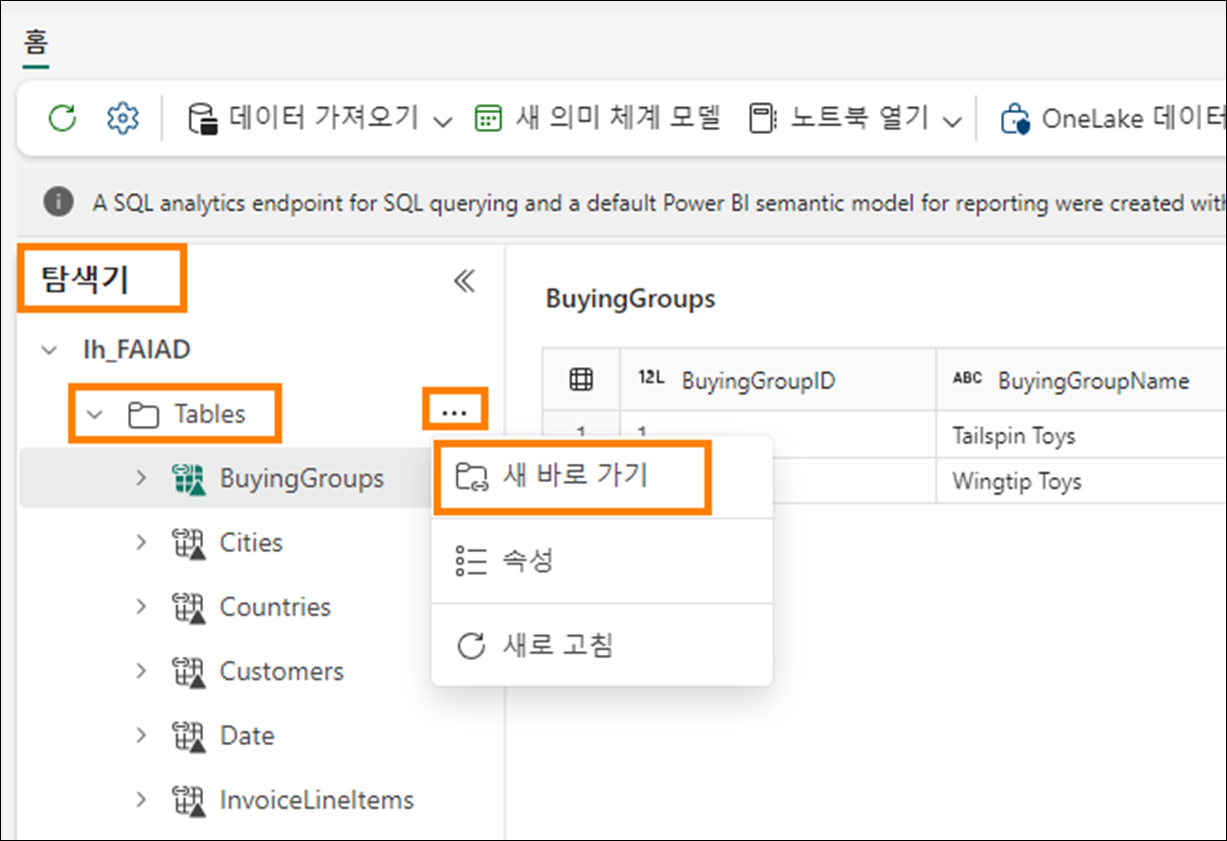 홈
데이터 가져오기 새 의미 체계 모델 노트북 열기 OneLake 데이터
A SQL analytics endpoint for SQL querying and a default Power BI semantic model for reporting were created with
탐색기
lh_FAIAD
Tables ...
BuyingGroups
Cities
Countries
Customers
Date
InvoiceLineItems
새 바로 가기
속성
새로 고침
BuyingGroups
12L BuyingGroupID ABC BuyingGroupName
1 1 Tailspin Toys
Wingtip Toys